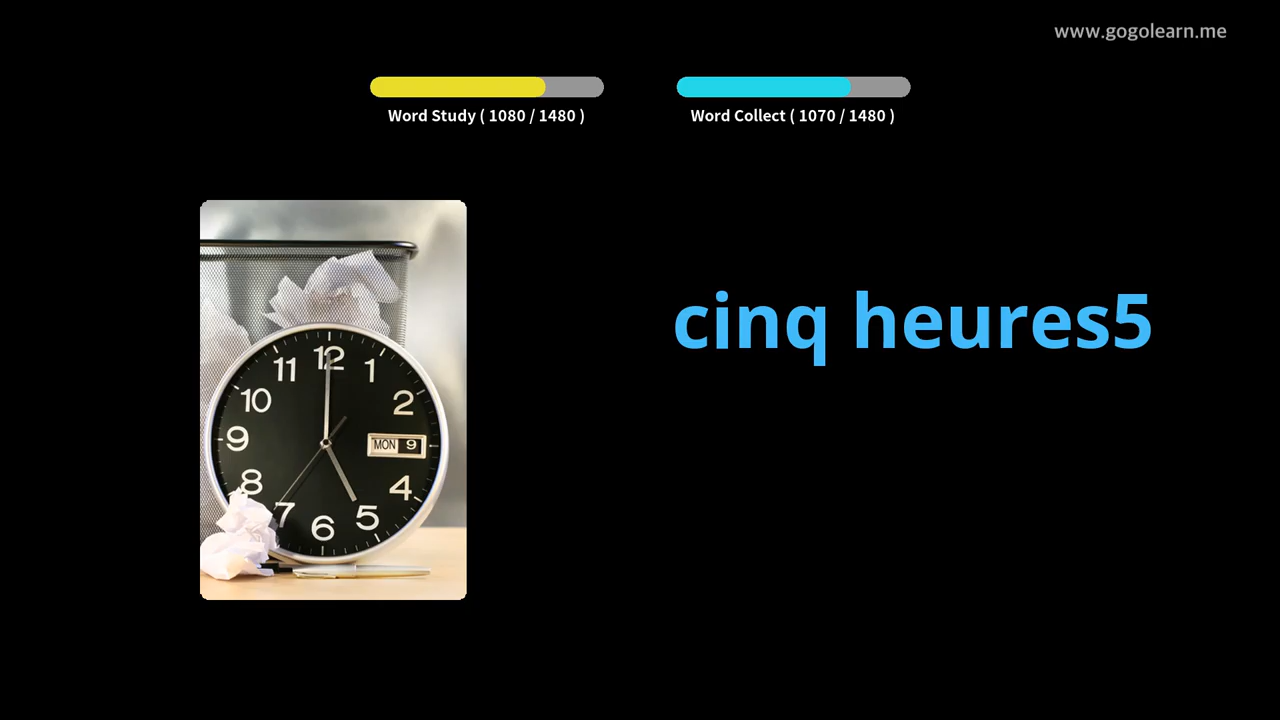 www.gogolearn.me
Word Study ( 1080 / 1480 )
Word Collect ( 1070 / 1480 )
cinq heures5
12
11
1
10
2
9
MON 9
8
4
7
5
6